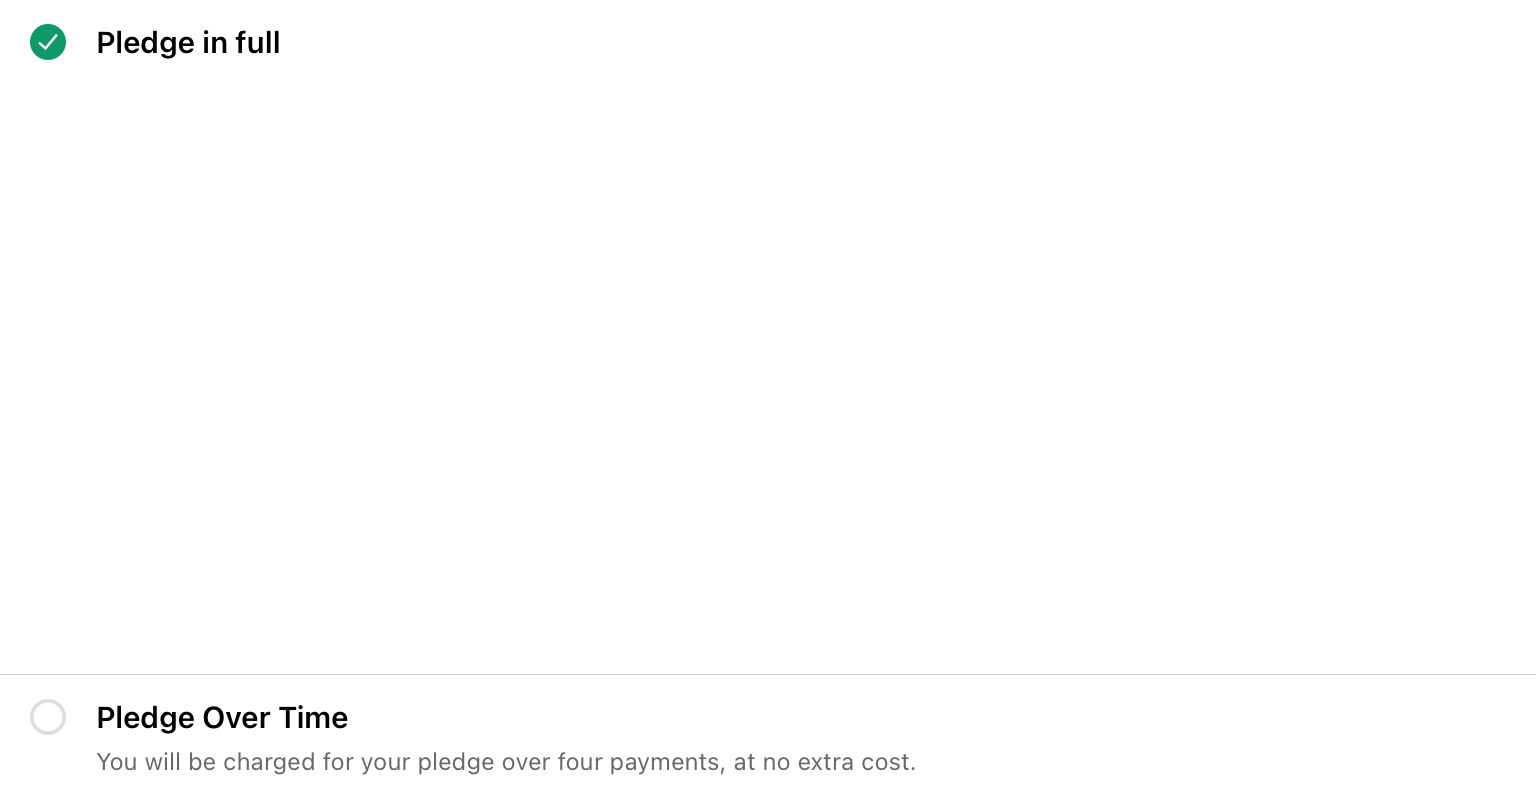 Pledge in full
Pledge Over Time
You will be charged for your pledge over four payments, at no extra cost.